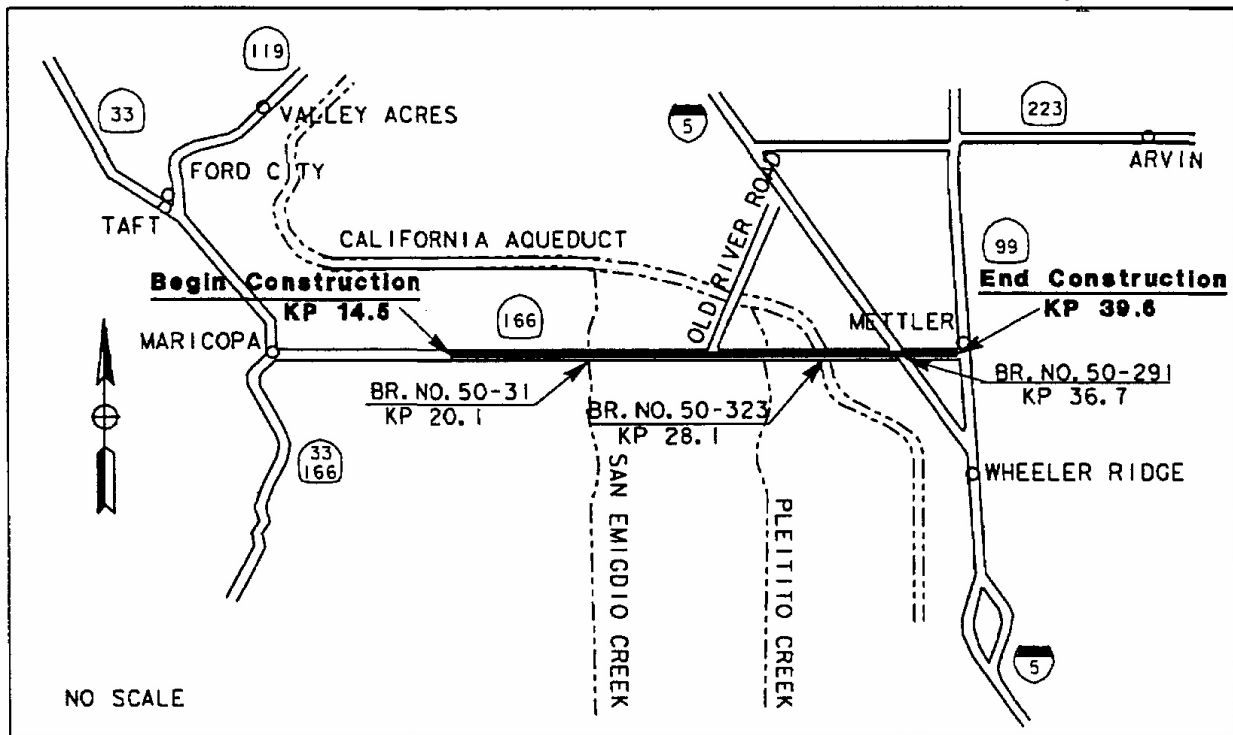 119
33
VALLEY ACRES
5
223
ARVIN
FORD CITY
TAFT
OLD RIVER ROAD
CALIFORNIA AQUEDUCT
99
Begin Construction
KP 14.5
End Construction
KP 39.6
166
METTLER
MARICOPA
BR. NO. 50-31
KP 20.1
BR. NO. 50-323
KP 28.1
BR. NO. 50-291
KP 36.7
33
166
SAN EMIGDIO CREEK
PLEITITO CREEK
WHEELER RIDGE
5
NO SCALE